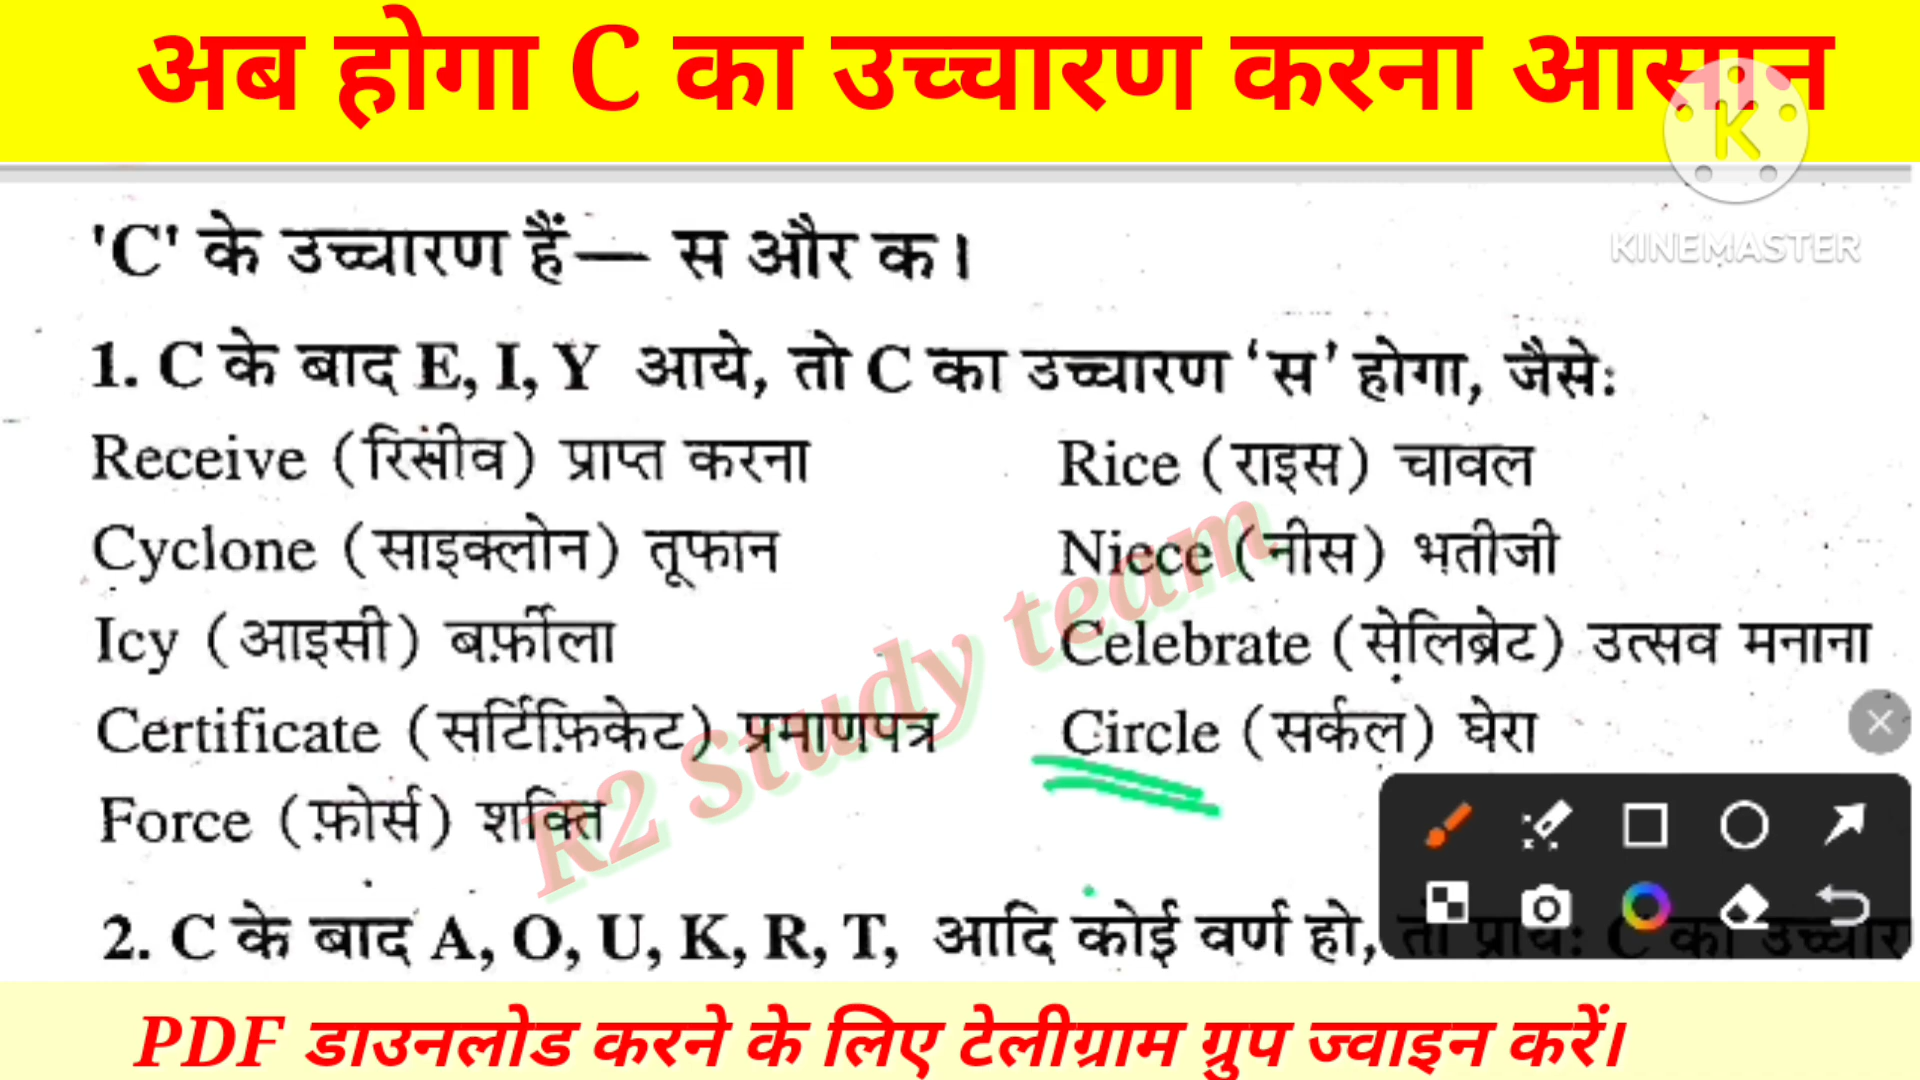 अब होगा C का उच्चारण करना आसान
K
KINEMASTER
'C' के उच्चारण हैं— स और क।
1. C के बाद E, I, Y आये, तो C का उच्चारण ‘स’ होगा, जैसे:
Receive (रिसीव) प्राप्त करना
Rice (राइस) चावल
Cyclone (साइक्लोन) तूफान
Niece (नीस) भतीजी
Icy (आइसी) बर्फ़ीला
Celebrate (सेलिब्रेट) उत्सव मनाना
Certificate (सर्टिफ़िकेट) प्रमाणपत्र
Circle (सर्कल) घेरा
Force (फ़ोर्स) शक्ति
R2 Study team
2. C के बाद A, O, U, K, R, T, आदि कोई वर्ण हो, तो प्राय: C का उच्चार
PDF डाउनलोड करने के लिए टेलीग्राम ग्रुप ज्वाइन करें।